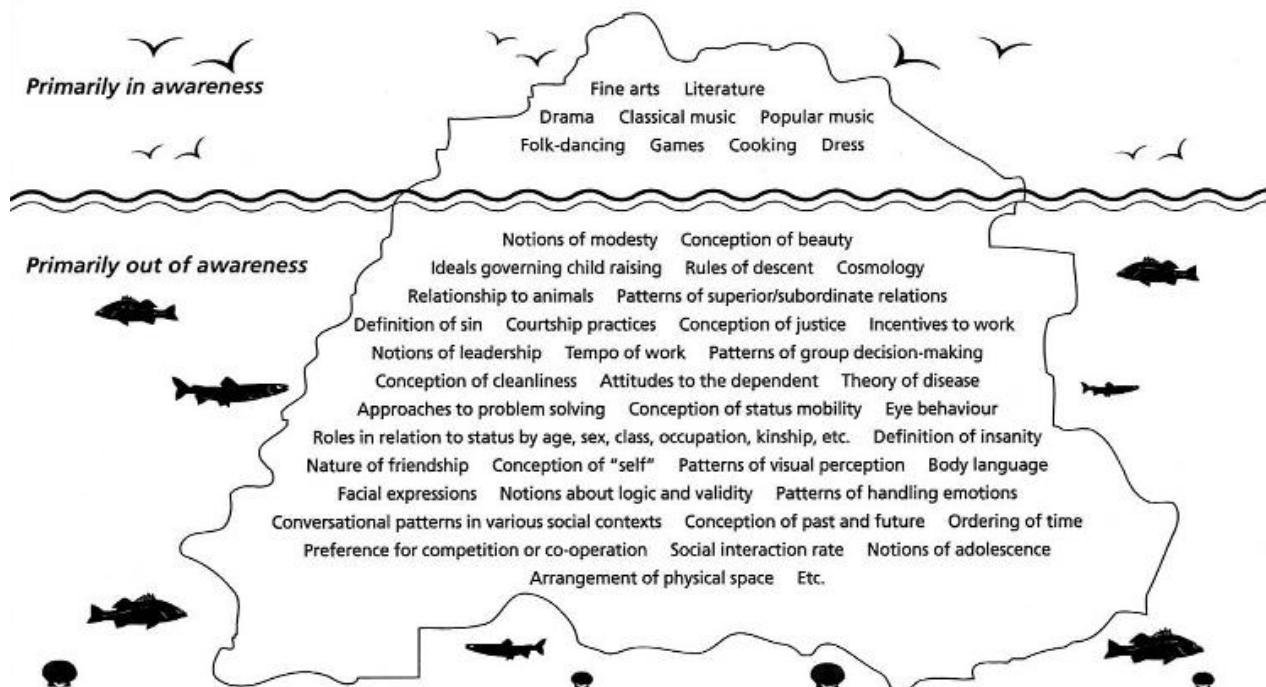 Primarily in awareness
Fine arts Literature
Drama Classical music Popular music
Folk-dancing Games Cooking Dress
Primarily out of awareness
Notions of modesty Conception of beauty
Ideals governing child raising Rules of descent Cosmology
Relationship to animals Patterns of superior/subordinate relations
Definition of sin Courtship practices Conception of justice Incentives to work
Notions of leadership Tempo of work Patterns of group decision-making
Conception of cleanliness Attitudes to the dependent Theory of disease
Approaches to problem solving Conception of status mobility Eye behaviour
Roles in relation to status by age, sex, class, occupation, kinship, etc. Definition of insanity
Nature of friendship Conception of “self” Patterns of visual perception Body language
Facial expressions Notions about logic and validity Patterns of handling emotions
Conversational patterns in various social contexts Conception of past and future Ordering of time
Preference for competition or co-operation Social interaction rate Notions of adolescence
Arrangement of physical space Etc.